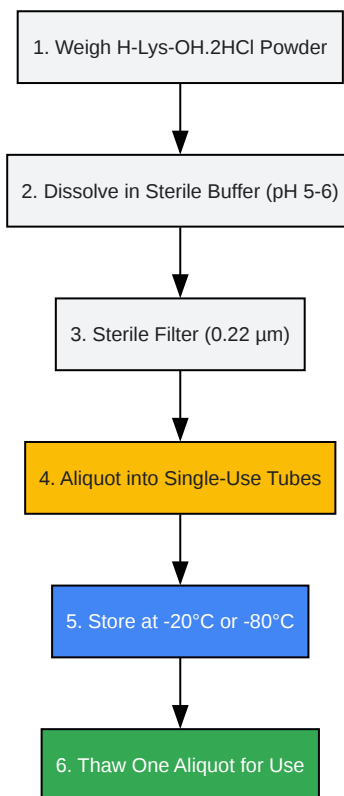 1. Weigh H-Lys-OH.2HCl Powder
2. Dissolve in Sterile Buffer (pH 5-6)
3. Sterile Filter (0.22 µm)
4. Aliquot into Single-Use Tubes
5. Store at -20°C or -80°C
6. Thaw One Aliquot for Use